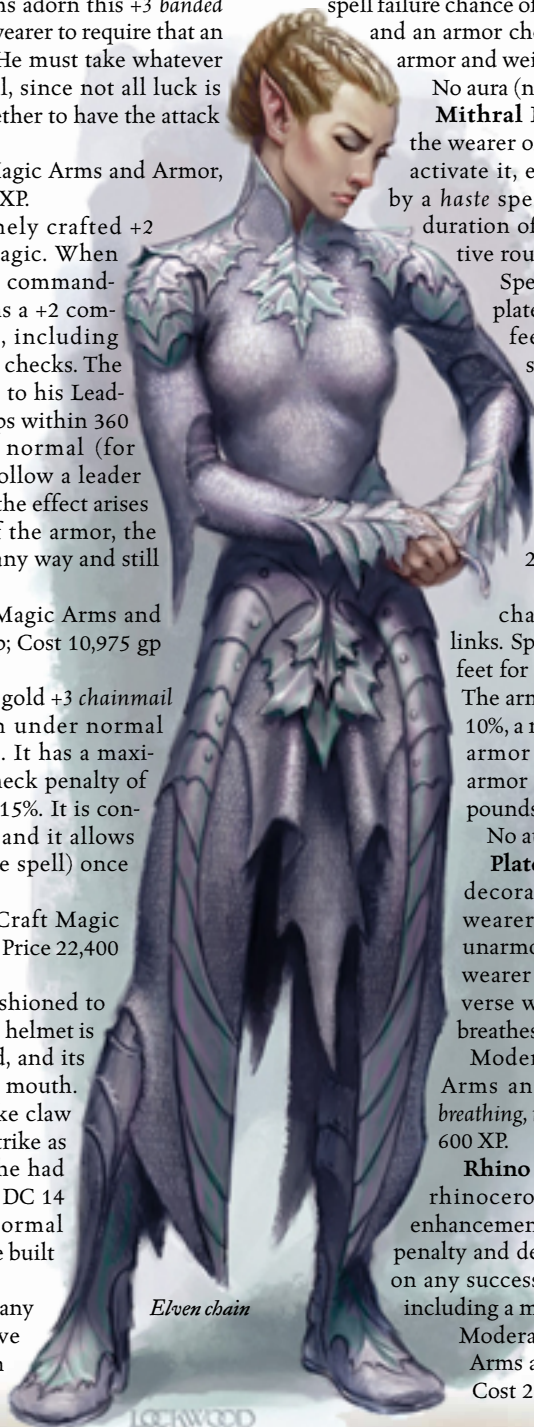 ns adorn this +3 banded
wearer to require that an
He must take whatever
l, since not all luck is
ether to have the attack
Magic Arms and Armor,
XP.
nely crafted +2
agic. When
command-
s a +2 com-
, including
checks. The
to his Lead-
ps within 360
normal (for
ollow a leader
the effect arises
f the armor, the
any way and still
Magic Arms and
p; Cost 10,975 gp
gold +3 chainmail
n under normal
. It has a maxi-
heck penalty of
15%. It is con-
and it allows
e spell) once
Craft Magic
Price 22,400
shioned to
helmet is
d, and its
mouth.
ke claw
trike as
he had
DC 14
ormal
e built
any
ve
n
Elven chain
LOCKWOOD
spell failure chance of
and an armor che
armor and wei
No aura (n
Mithral
the wearer o
activate it, e
by a haste spe
duration of
tive rou
Spe
plate
fee
s
2
cha
links. Sp
feet for
The arn
10%, a
armor
armor
pounds
No au
Plate
decora
wearer
unarmo
wearer
verse w
breathes
Moder
Arms an
breathing,
600 XP.
Rhino
rhinocero
enhancemen
penalty and de
on any success
including a m
Modera
Arms a
Cost 2